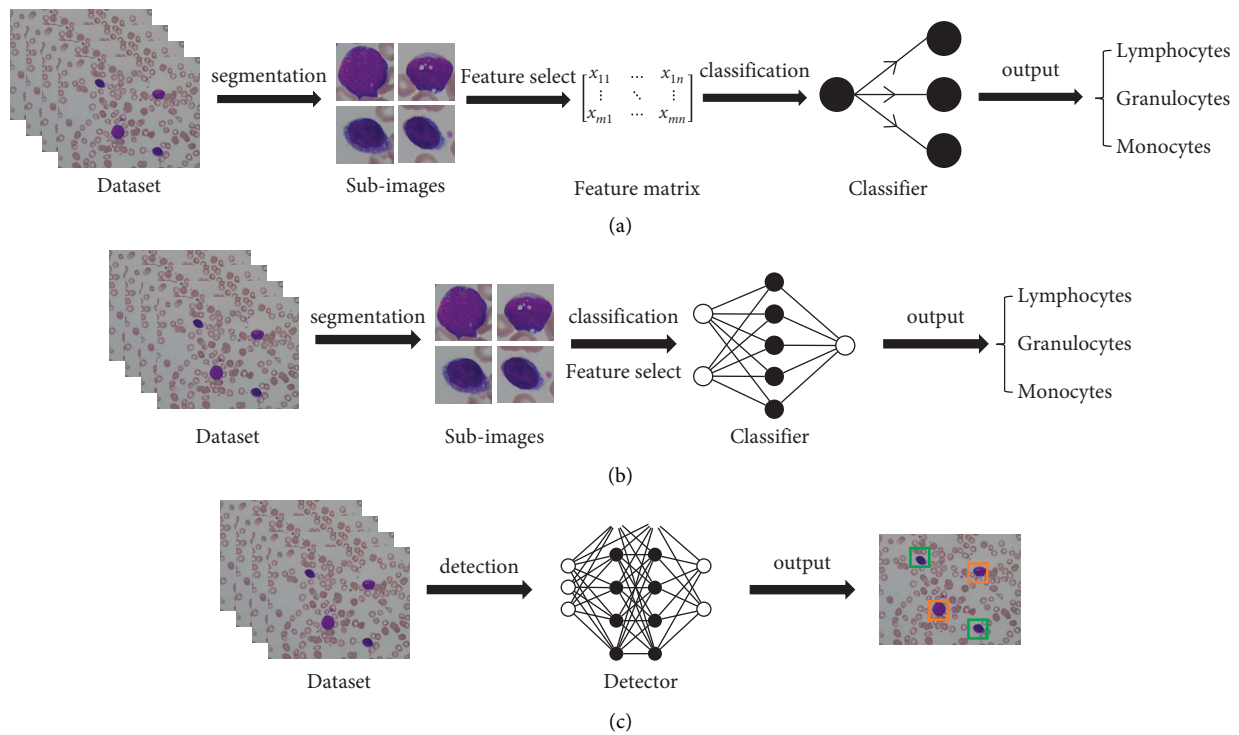 segmentation
Feature select
classification
output
[x11 ... x1n
⋮ ⋱ ⋮
xm1 ... xmn]
Lymphocytes
Granulocytes
Monocytes
Dataset
Sub-images
Feature matrix
Classifier
(a)
segmentation
classification
Feature select
output
Lymphocytes
Granulocytes
Monocytes
Dataset
Sub-images
Classifier
(b)
detection
output
Dataset
Detector
(c)